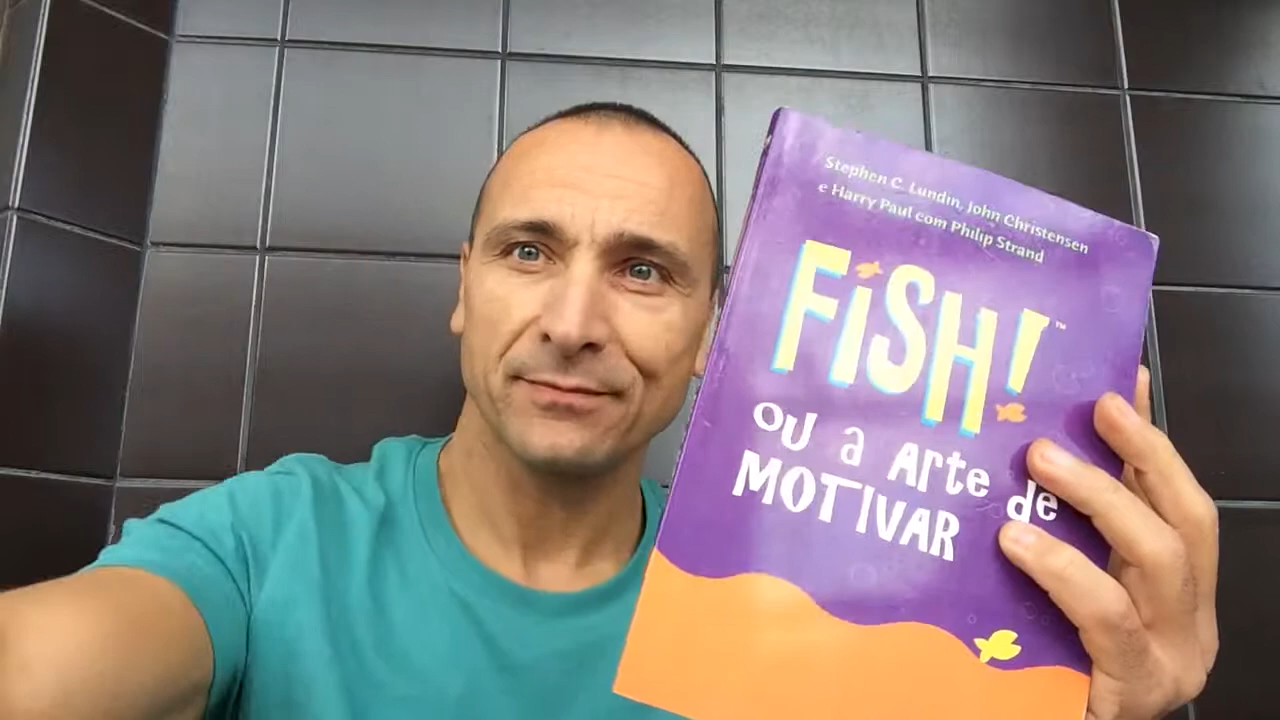 Stephen C. Lundin, John Christensen
e Harry Paul com Philip Strand
FiSH!™
OU a Arte de
MOTIVAR